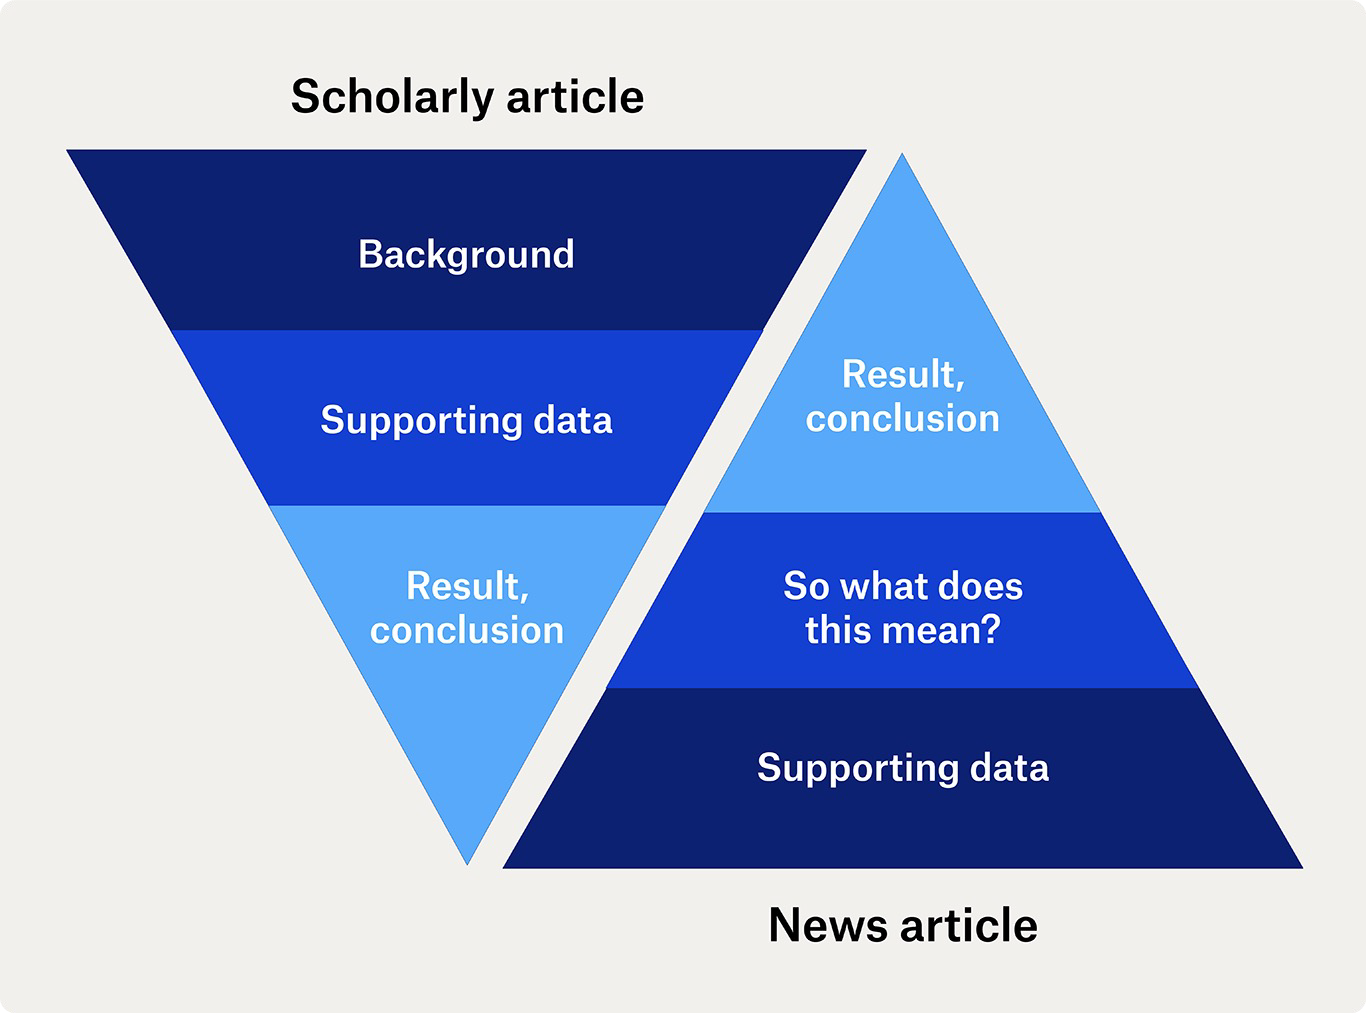 Scholarly article
Background
Supporting data
Result,
conclusion
Result,
conclusion
So what does
this mean?
Supporting data
News article